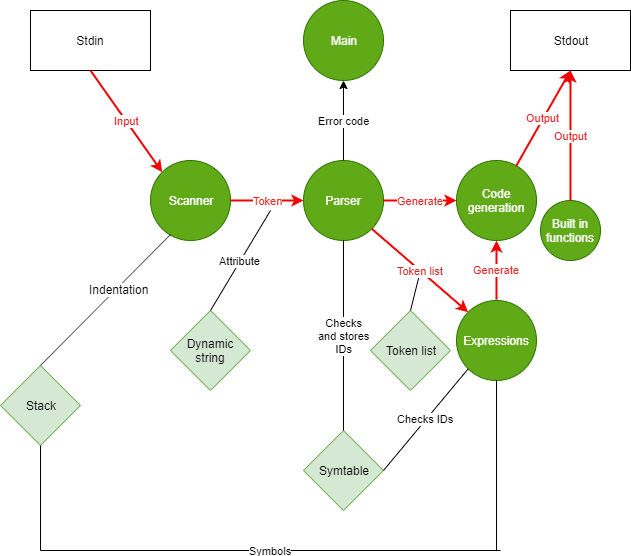 Stdin
Main
Stdout
Input
Error code
Output
Output
Scanner
Token
Parser
Generate
Code
generation
Built in
functions
Attribute
Token list
Generate
Indentation
Checks
and stores
IDs
Dynamic
string
Token list
Expressions
Stack
Checks IDs
Symtable
Symbols